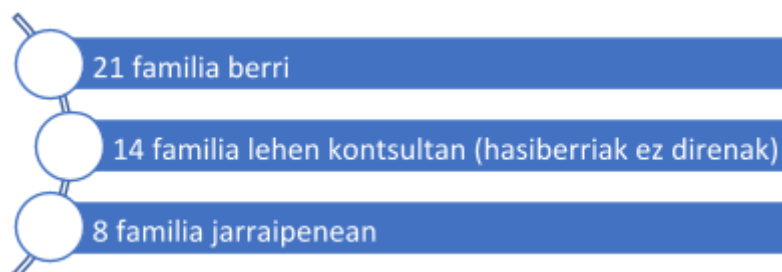 21 familia berri
14 familia lehen kontsultan (hasiberriak ez direnak)
8 familia jarraipenean